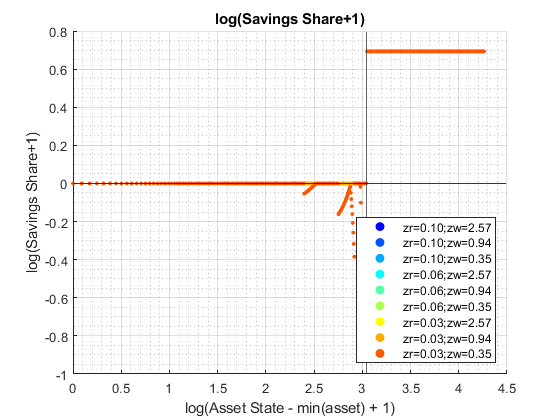 log(Savings Share+1)
0.8
0.6
0.4
0.2
0
-0.2
-0.4
-0.6
-0.8
-1
log(Savings Share+1)
zr=0.10;zw=2.57
zr=0.10;zw=0.94
zr=0.10;zw=0.35
zr=0.06;zw=2.57
zr=0.06;zw=0.94
zr=0.06;zw=0.35
zr=0.03;zw=2.57
zr=0.03;zw=0.94
zr=0.03;zw=0.35
0 0.5 1 1.5 2 2.5 3 3.5 4 4.5
log(Asset State - min(asset) + 1)